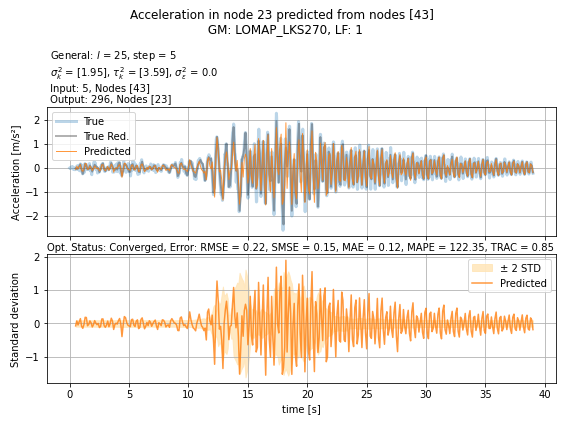 Acceleration in node 23 predicted from nodes [43]
GM: LOMAP_LKS270, LF: 1
General: l = 25, step = 5
σ²ₖ = [1.95], τ²ₖ = [3.59], σ²ε = 0.0
Input: 5, Nodes [43]
Output: 296, Nodes [23]
True
True Red.
Predicted
Acceleration [m/s²]
2
1
0
−1
−2
Opt. Status: Converged, Error: RMSE = 0.22, SMSE = 0.15, MAE = 0.12, MAPE = 122.35, TRAC = 0.85
± 2 STD
Predicted
Standard deviation
2
1
0
−1
0 5 10 15 20 25 30 35 40
time [s]